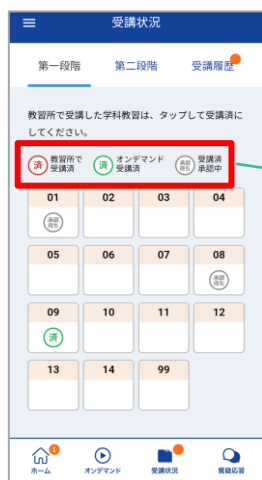 受講状況
第一段階 第二段階 受講履歴
教習所で受講した学科教習は、タップして受講済に
してください。
済 教習所で受講済 済 オンデマンド受講済 承認待ち 受講済承認中
01 02 03 04
承認待ち
05 06 07 08
承認待ち
09 10 11 12
済
13 14 99
1
ホーム オンデマンド 受講状況 質疑応答